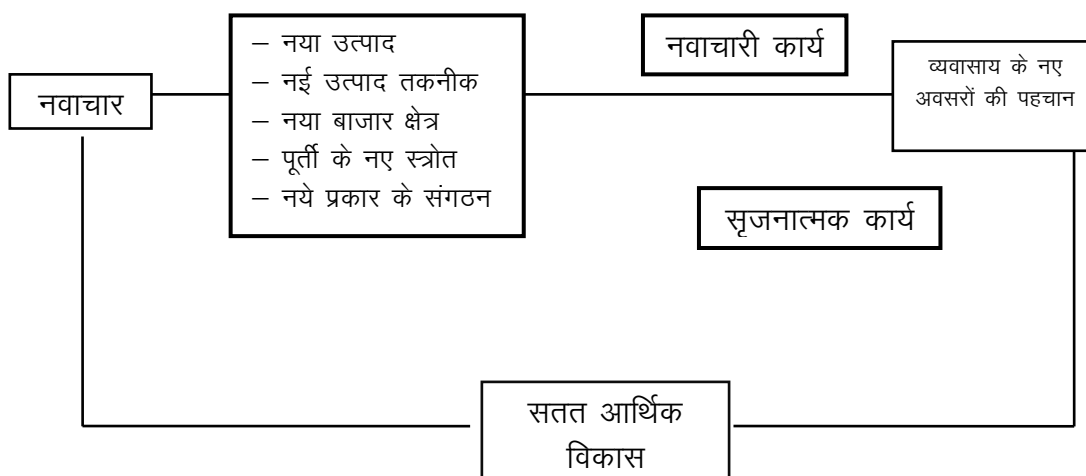 नवाचार
– नया उत्पाद
– नई उत्पाद तकनीक
– नया बाजार क्षेत्र
– पूर्ती के नए स्त्रोत
– नये प्रकार के संगठन
नवाचारी कार्य
व्यवासाय के नए
अवसरों की पहचान
सृजनात्मक कार्य
सतत आर्थिक
विकास